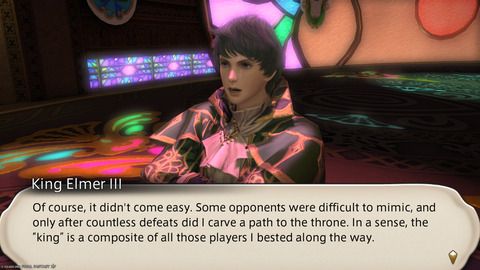 King Elmer III
Of course, it didn't come easy. Some opponents were difficult to mimic, and
only after countless defeats did I carve a path to the throne. In a sense, the
"king" is a composite of all those players I bested along the way.